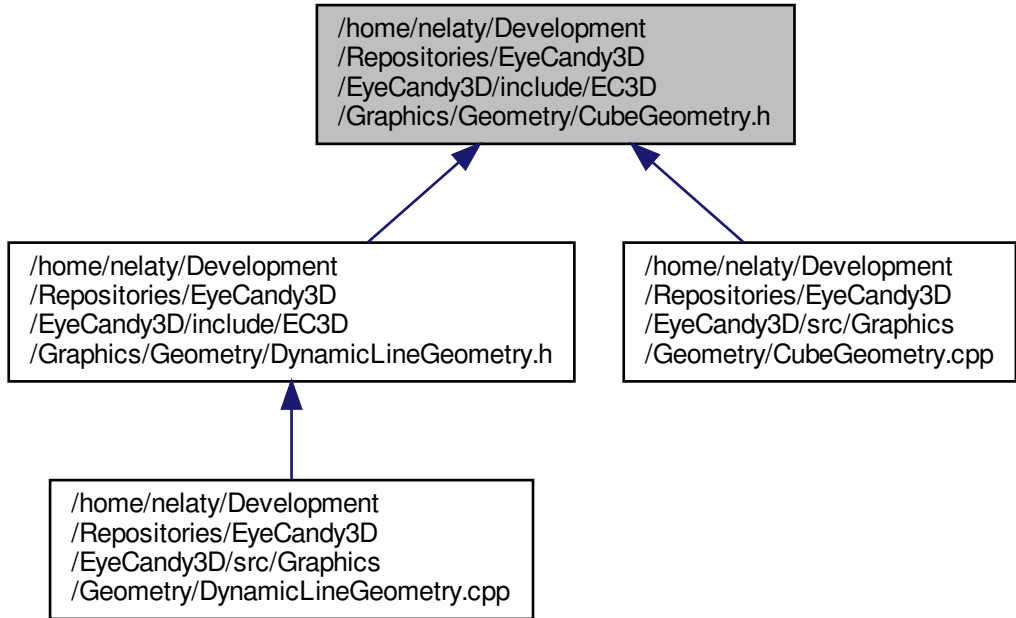 /home/nelaty/Development
/Repositories/EyeCandy3D
/EyeCandy3D/include/EC3D
/Graphics/Geometry/CubeGeometry.h
/home/nelaty/Development
/Repositories/EyeCandy3D
/EyeCandy3D/include/EC3D
/Graphics/Geometry/DynamicLineGeometry.h
/home/nelaty/Development
/Repositories/EyeCandy3D
/EyeCandy3D/src/Graphics
/Geometry/CubeGeometry.cpp
/home/nelaty/Development
/Repositories/EyeCandy3D
/EyeCandy3D/src/Graphics
/Geometry/DynamicLineGeometry.cpp